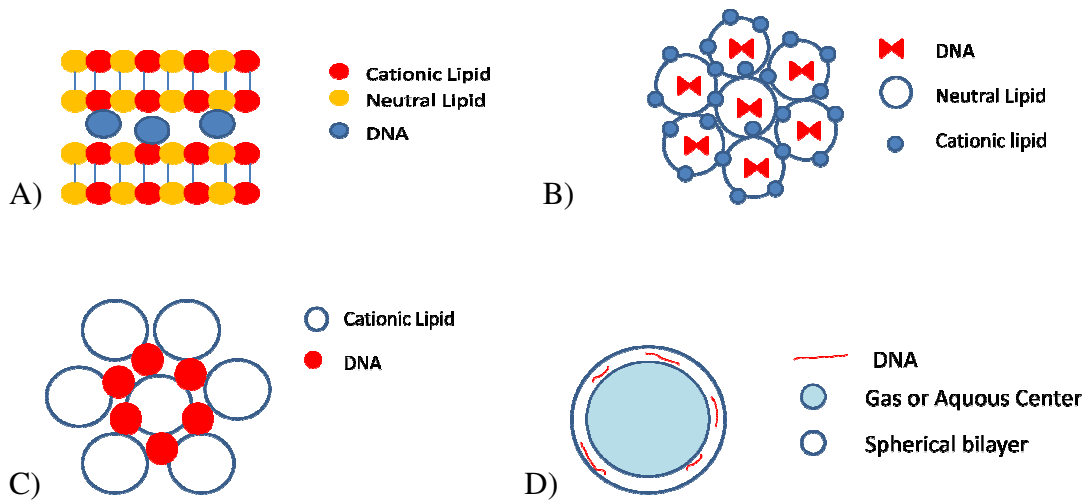 Cationic Lipid
Neutral Lipid
DNA
A)
DNA
Neutral Lipid
Cationic lipid
B)
Cationic Lipid
DNA
C)
DNA
Gas or Aquous Center
Spherical bilayer
D)